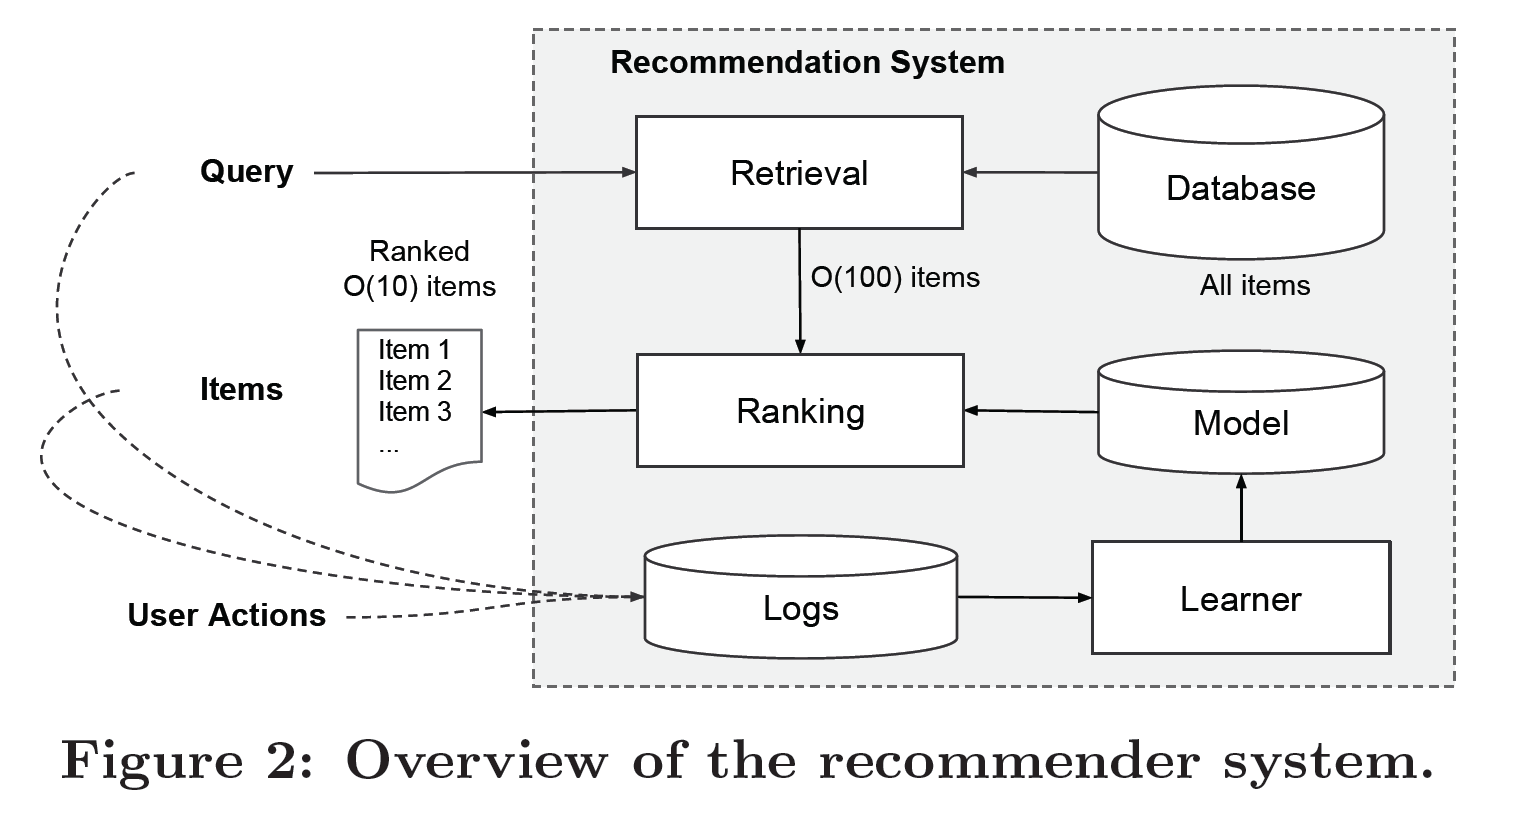 Recommendation System
Query
Retrieval
Database
Ranked
O(10) items
O(100) items
All items
Items
Item 1
Item 2
Item 3
...
Ranking
Model
User Actions
Logs
Learner
Figure 2: Overview of the recommender system.